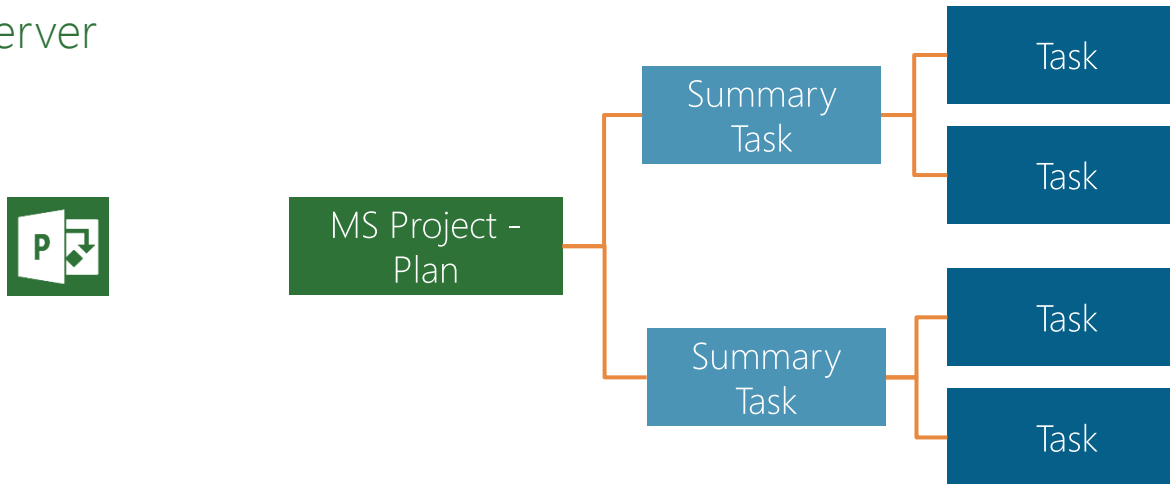 erver
Task
Summary
Task
Task
P
MS Project -
Plan
Task
Summary
Task
Task